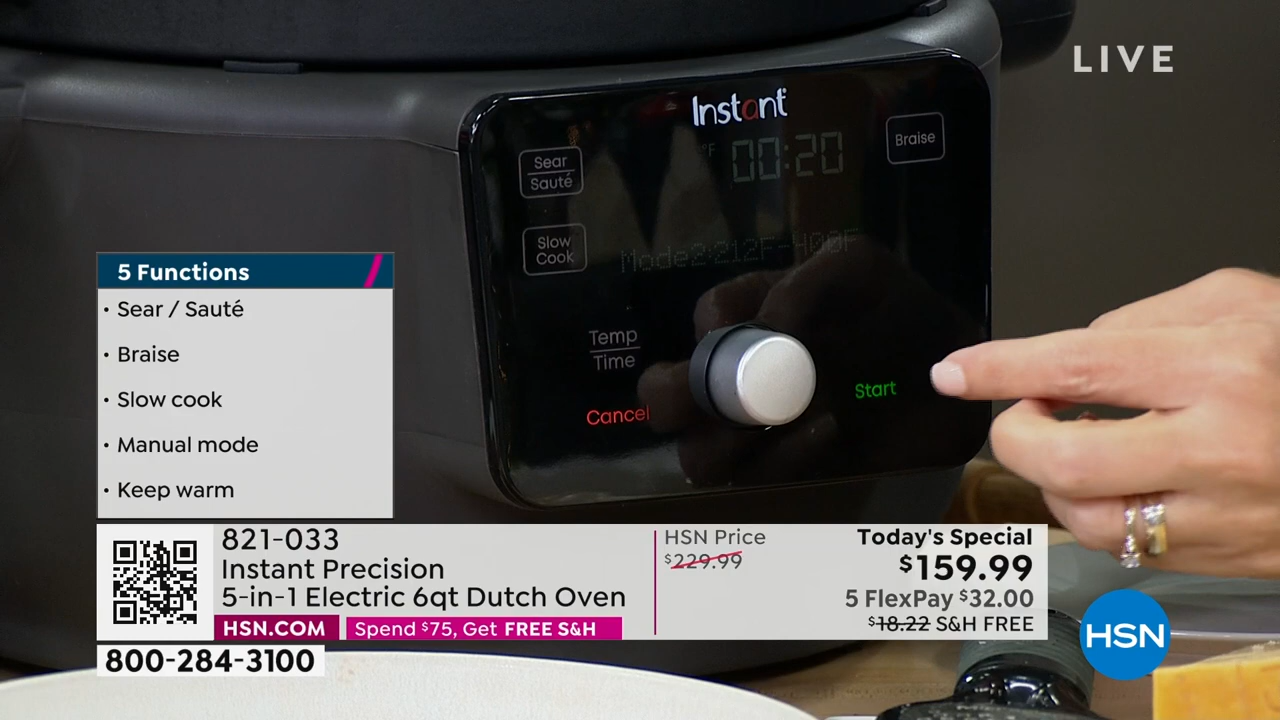 LIVE
Instant
Sear
Sauté
°F
00:20
Braise
Slow
Cook
Mode2:212F-400F
Temp
Time
Cancel
Start
5 Functions
· Sear / Sauté
· Braise
· Slow cook
· Manual mode
· Keep warm
821-033
Instant Precision
5-in-1 Electric 6qt Dutch Oven
HSN.COM
Spend $75, Get FREE S&H
HSN Price
$229.99
Today's Special
$159.99
5 FlexPay $32.00
$18.22 S&H FREE
800-284-3100
HSN